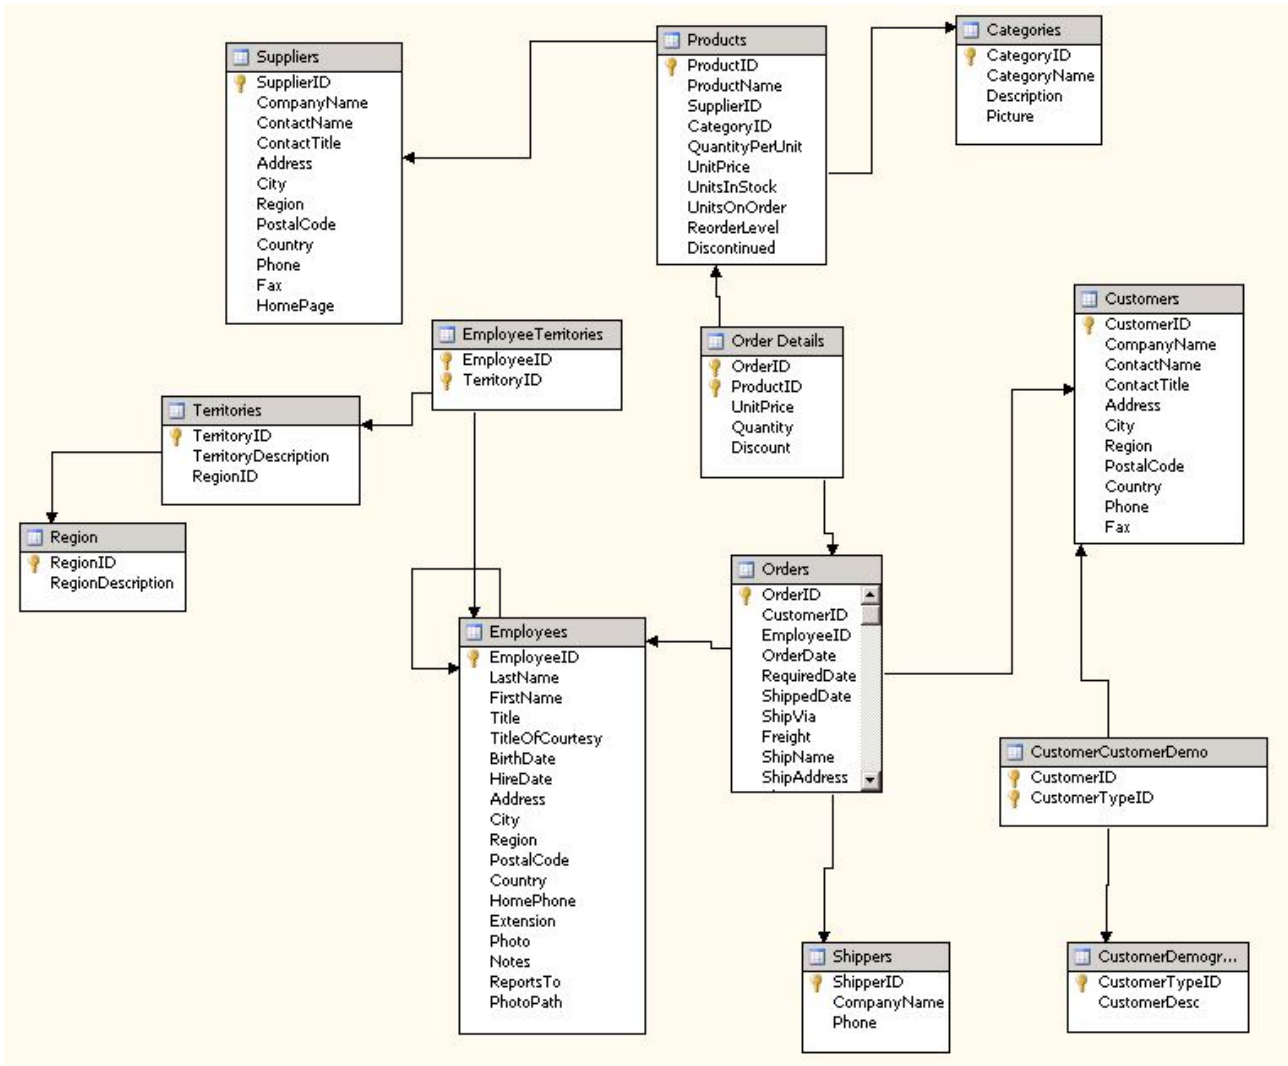 Suppliers
SupplierID
CompanyName
ContactName
ContactTitle
Address
City
Region
PostalCode
Country
Phone
Fax
HomePage
Products
ProductID
ProductName
SupplierID
CategoryID
QuantityPerUnit
UnitPrice
UnitsInStock
UnitsOnOrder
ReorderLevel
Discontinued
Categories
CategoryID
CategoryName
Description
Picture
EmployeeTerritories
EmployeeID
TerritoryID
Order Details
OrderID
ProductID
UnitPrice
Quantity
Discount
Customers
CustomerID
CompanyName
ContactName
ContactTitle
Address
City
Region
PostalCode
Country
Phone
Fax
Territories
TerritoryID
TerritoryDescription
RegionID
Region
RegionID
RegionDescription
Employees
EmployeeID
LastName
FirstName
Title
TitleOfCourtesy
BirthDate
HireDate
Address
City
Region
PostalCode
Country
HomePhone
Extension
Photo
Notes
ReportsTo
PhotoPath
Orders
OrderID
CustomerID
EmployeeID
OrderDate
RequiredDate
ShippedDate
ShipVia
Freight
ShipName
ShipAddress
CustomerCustomerDemo
CustomerID
CustomerTypeID
Shippers
ShipperID
CompanyName
Phone
CustomerDemogr...
CustomerTypeID
CustomerDesc